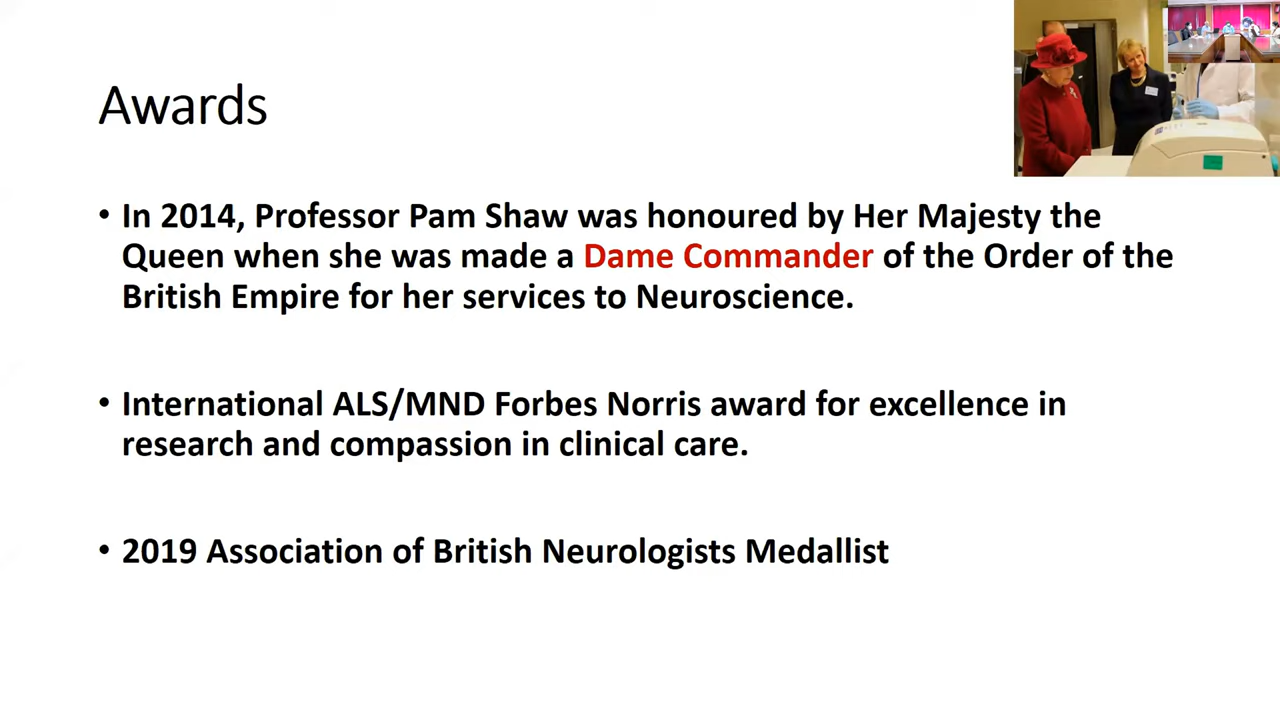 Awards
• In 2014, Professor Pam Shaw was honoured by Her Majesty the
Queen when she was made a Dame Commander of the Order of the
British Empire for her services to Neuroscience.
• International ALS/MND Forbes Norris award for excellence in
research and compassion in clinical care.
• 2019 Association of British Neurologists Medallist